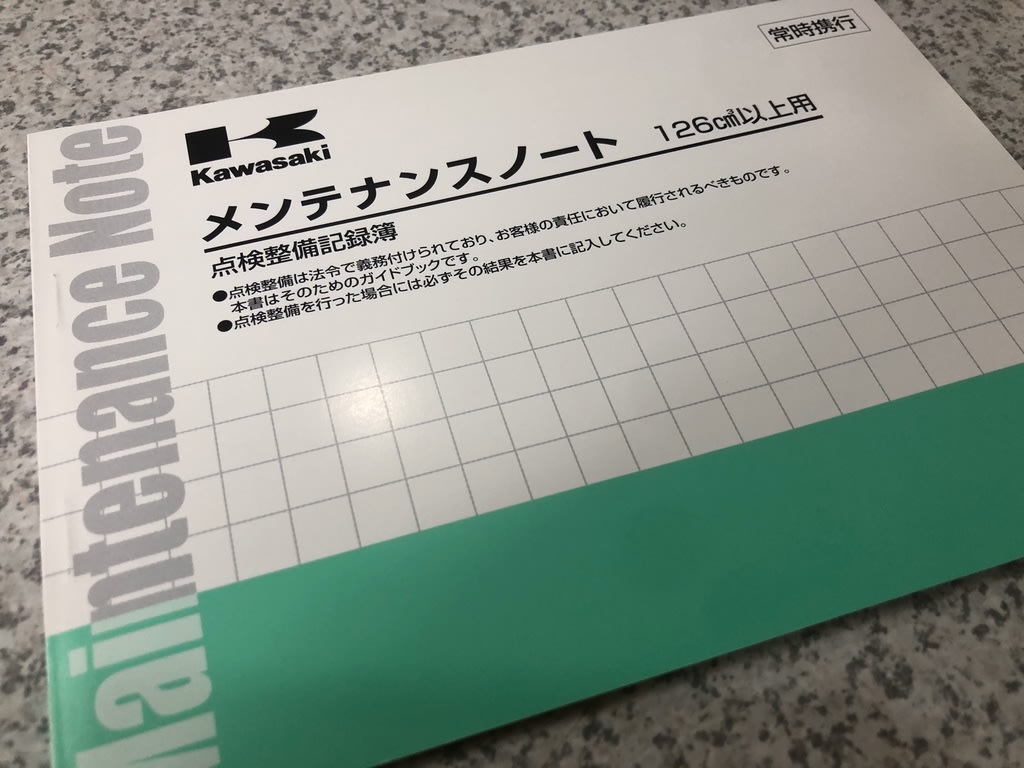 常時携行
Kawasaki
メンテナンスノート 126cm³以上用
点検整備記録簿
●点検整備は法令で義務付けられており、お客様の責任において履行されるべきものです。
本書はそのためのガイドブックです。
●点検整備を行った場合には必ずその結果を本書に記入してください。
Maintenance Note